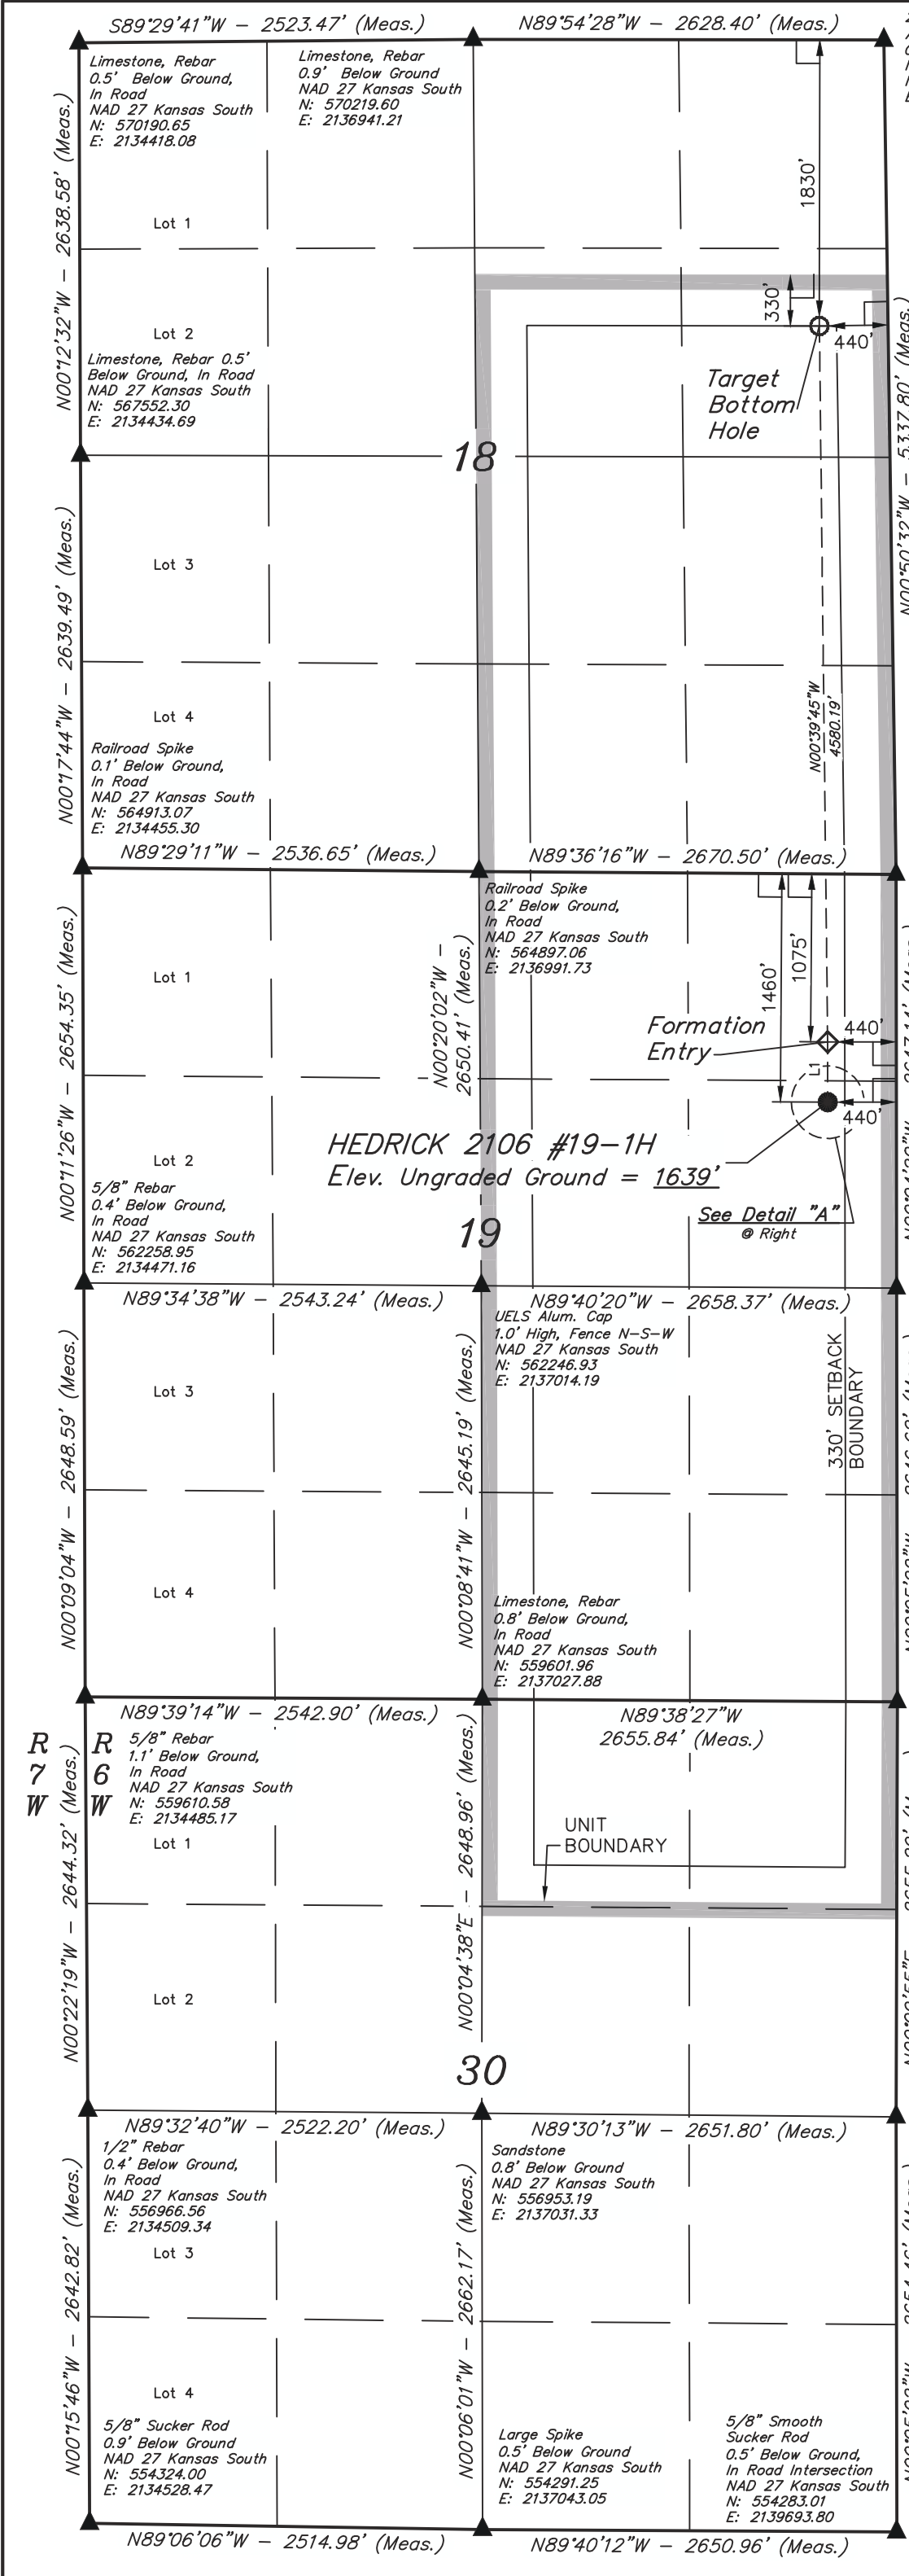 S89°29'41"W - 2523.47' (Meas.)
N89°54'28"W - 2628.40' (Meas.)
Limestone, Rebar
0.5' Below Ground,
In Road
NAD 27 Kansas South
N: 570190.65
E: 2134418.08
Limestone, Rebar
0.9' Below Ground
NAD 27 Kansas South
N: 570219.60
E: 2136941.21
N00°12'32"W - 2638.58' (Meas.)
1830'
Lot 1
330'
440'
Lot 2
Limestone, Rebar 0.5'
Below Ground, In Road
NAD 27 Kansas South
N: 567552.30
E: 2134434.69
Target
Bottom
Hole
N00°50'32"W - 5337.80' (Meas.)
18
N00°17'44"W - 2639.49' (Meas.)
Lot 3
N00°39'45"W
4580.19'
Lot 4
Railroad Spike
0.1' Below Ground,
In Road
NAD 27 Kansas South
N: 564913.07
E: 2134455.30
N89°29'11"W - 2536.65' (Meas.)
N89°36'16"W - 2670.50' (Meas.)
Railroad Spike
0.2' Below Ground,
In Road
NAD 27 Kansas South
N: 564897.06
E: 2136991.73
N00°11'26"W - 2654.35' (Meas.)
Lot 1
N00°20'02"W -
2650.41' (Meas.)
1460'
1075'
Formation
Entry
440'
L1
440'
HEDRICK 2106 #19-1H
Elev. Ungraded Ground = 1639'
Lot 2
5/8" Rebar
0.4' Below Ground,
In Road
NAD 27 Kansas South
N: 562258.95
E: 2134471.16
See Detail "A"
@ Right
19
N89°34'38"W - 2543.24' (Meas.)
N89°40'20"W - 2658.37' (Meas.)
UELS Alum. Cap
1.0' High, Fence N-S-W
NAD 27 Kansas South
N: 562246.93
E: 2137014.19
N00°09'04"W - 2648.59' (Meas.)
Lot 3
N00°08'41"W - 2645.19' (Meas.)
330' SETBACK
BOUNDARY
Lot 4
Limestone, Rebar
0.8' Below Ground,
In Road
NAD 27 Kansas South
N: 559601.96
E: 2137027.88
N89°39'14"W - 2542.90' (Meas.)
N89°38'27"W
2655.84' (Meas.)
R
7
W
R
6
W
5/8" Rebar
1.1' Below Ground,
In Road
NAD 27 Kansas South
N: 559610.58
E: 2134485.17
Lot 1
N00°22'19"W - 2644.32' (Meas.)
N00°04'38"E - 2648.96' (Meas.)
UNIT
BOUNDARY
Lot 2
30
N89°32'40"W - 2522.20' (Meas.)
N89°30'13"W - 2651.80' (Meas.)
1/2" Rebar
0.4' Below Ground,
In Road
NAD 27 Kansas South
N: 556966.56
E: 2134509.34
Sandstone
0.8' Below Ground
NAD 27 Kansas South
N: 556953.19
E: 2137031.33
Lot 3
N00°15'46"W - 2642.82' (Meas.)
N00°06'01"W - 2662.17' (Meas.)
Lot 4
5/8" Sucker Rod
0.9' Below Ground
NAD 27 Kansas South
N: 554324.00
E: 2134528.47
Large Spike
0.5' Below Ground
NAD 27 Kansas South
N: 554291.25
E: 2137043.05
5/8" Smooth
Sucker Rod
0.5' Below Ground,
In Road Intersection
NAD 27 Kansas South
N: 554283.01
E: 2139693.80
N89°06'06"W - 2514.98' (Meas.)
N89°40'12"W - 2650.96' (Meas.)